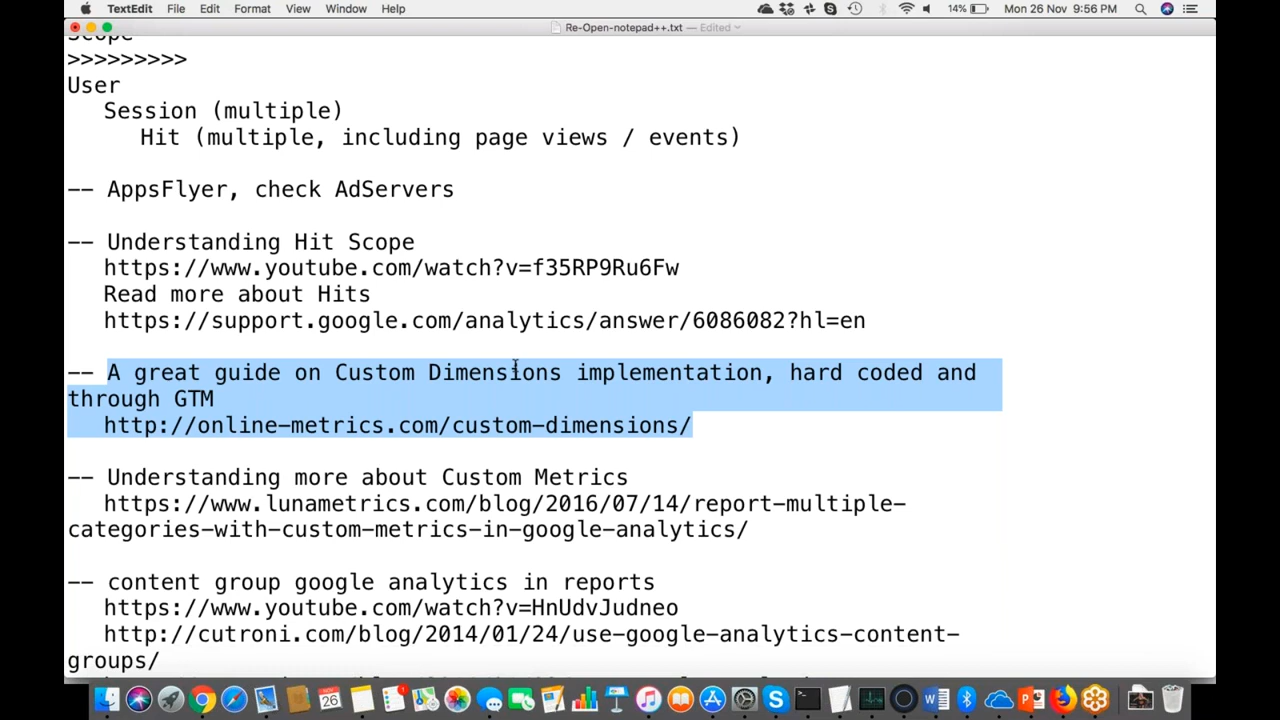 TextEdit File Edit Format View Window Help 14% Mon 26 Nov 9:56 PM
Re-Open-notepad++.txt — Edited
Scope
>>>>>>>>>
User
Session (multiple)
Hit (multiple, including page views / events)
-- AppsFlyer, check AdServers
-- Understanding Hit Scope
https://www.youtube.com/watch?v=f35RP9Ru6Fw
Read more about Hits
https://support.google.com/analytics/answer/6086082?hl=en
-- A great guide on Custom Dimensions implementation, hard coded and
through GTM
http://online-metrics.com/custom-dimensions/
-- Understanding more about Custom Metrics
https://www.lunametrics.com/blog/2016/07/14/report-multiple-
categories-with-custom-metrics-in-google-analytics/
-- content group google analytics in reports
https://www.youtube.com/watch?v=HnUdvJudneo
http://cutroni.com/blog/2014/01/24/use-google-analytics-content-
groups/